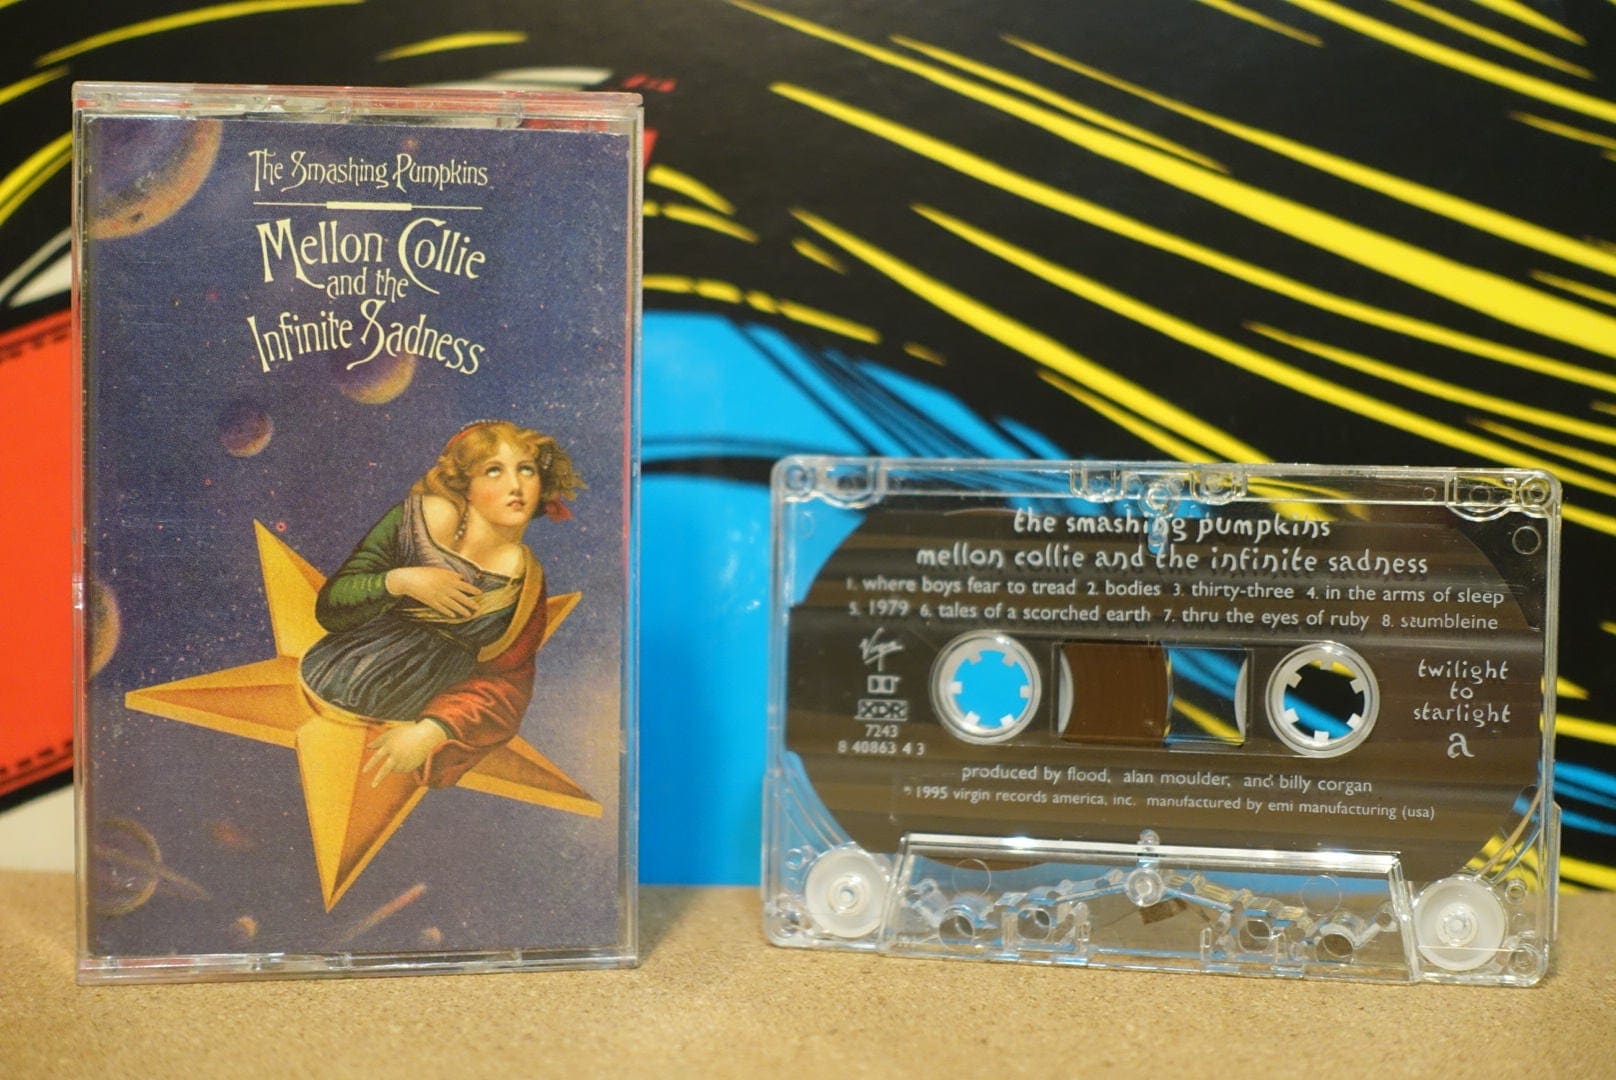 The Smashing Pumpkins
Mellon Collie
and the
Infinite Sadness
the smashing pumpkins
mellon collie and the infinite sadness
1. where boys fear to tread 2. bodies 3. thirty-three 4. in the arms of sleep
5. 1979 6. tales of a scorched earth 7. thru the eyes of ruby 8. stumbleine
Virgin
XDR
7243
8 40863 4 3
twilight
to
starlight
a
produced by flood, alan moulder, and billy corgan
℗ 1995 virgin records america, inc. manufactured by emi manufacturing (usa)